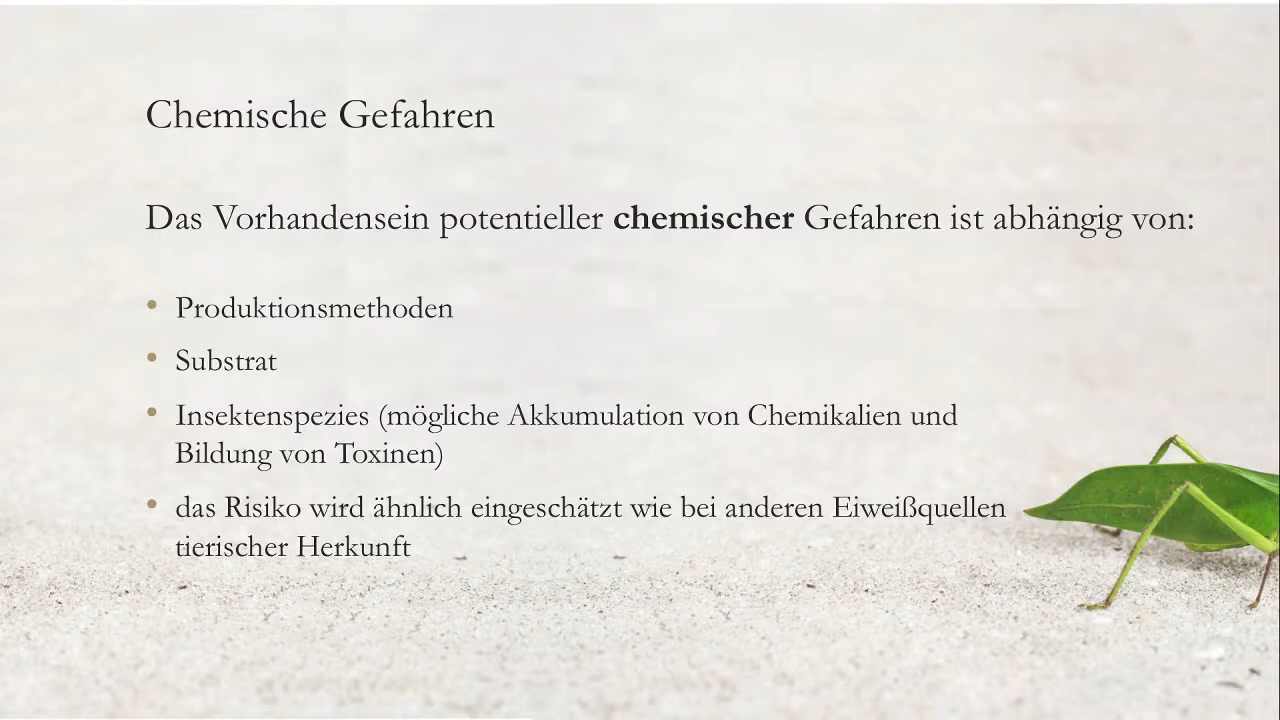 Chemische Gefahren
Das Vorhandensein potentieller chemischer Gefahren ist abhängig von:
• Produktionsmethoden
• Substrat
• Insektenspezies (mögliche Akkumulation von Chemikalien und
Bildung von Toxinen)
• das Risiko wird ähnlich eingeschätzt wie bei anderen Eiweißquellen
tierischer Herkunft